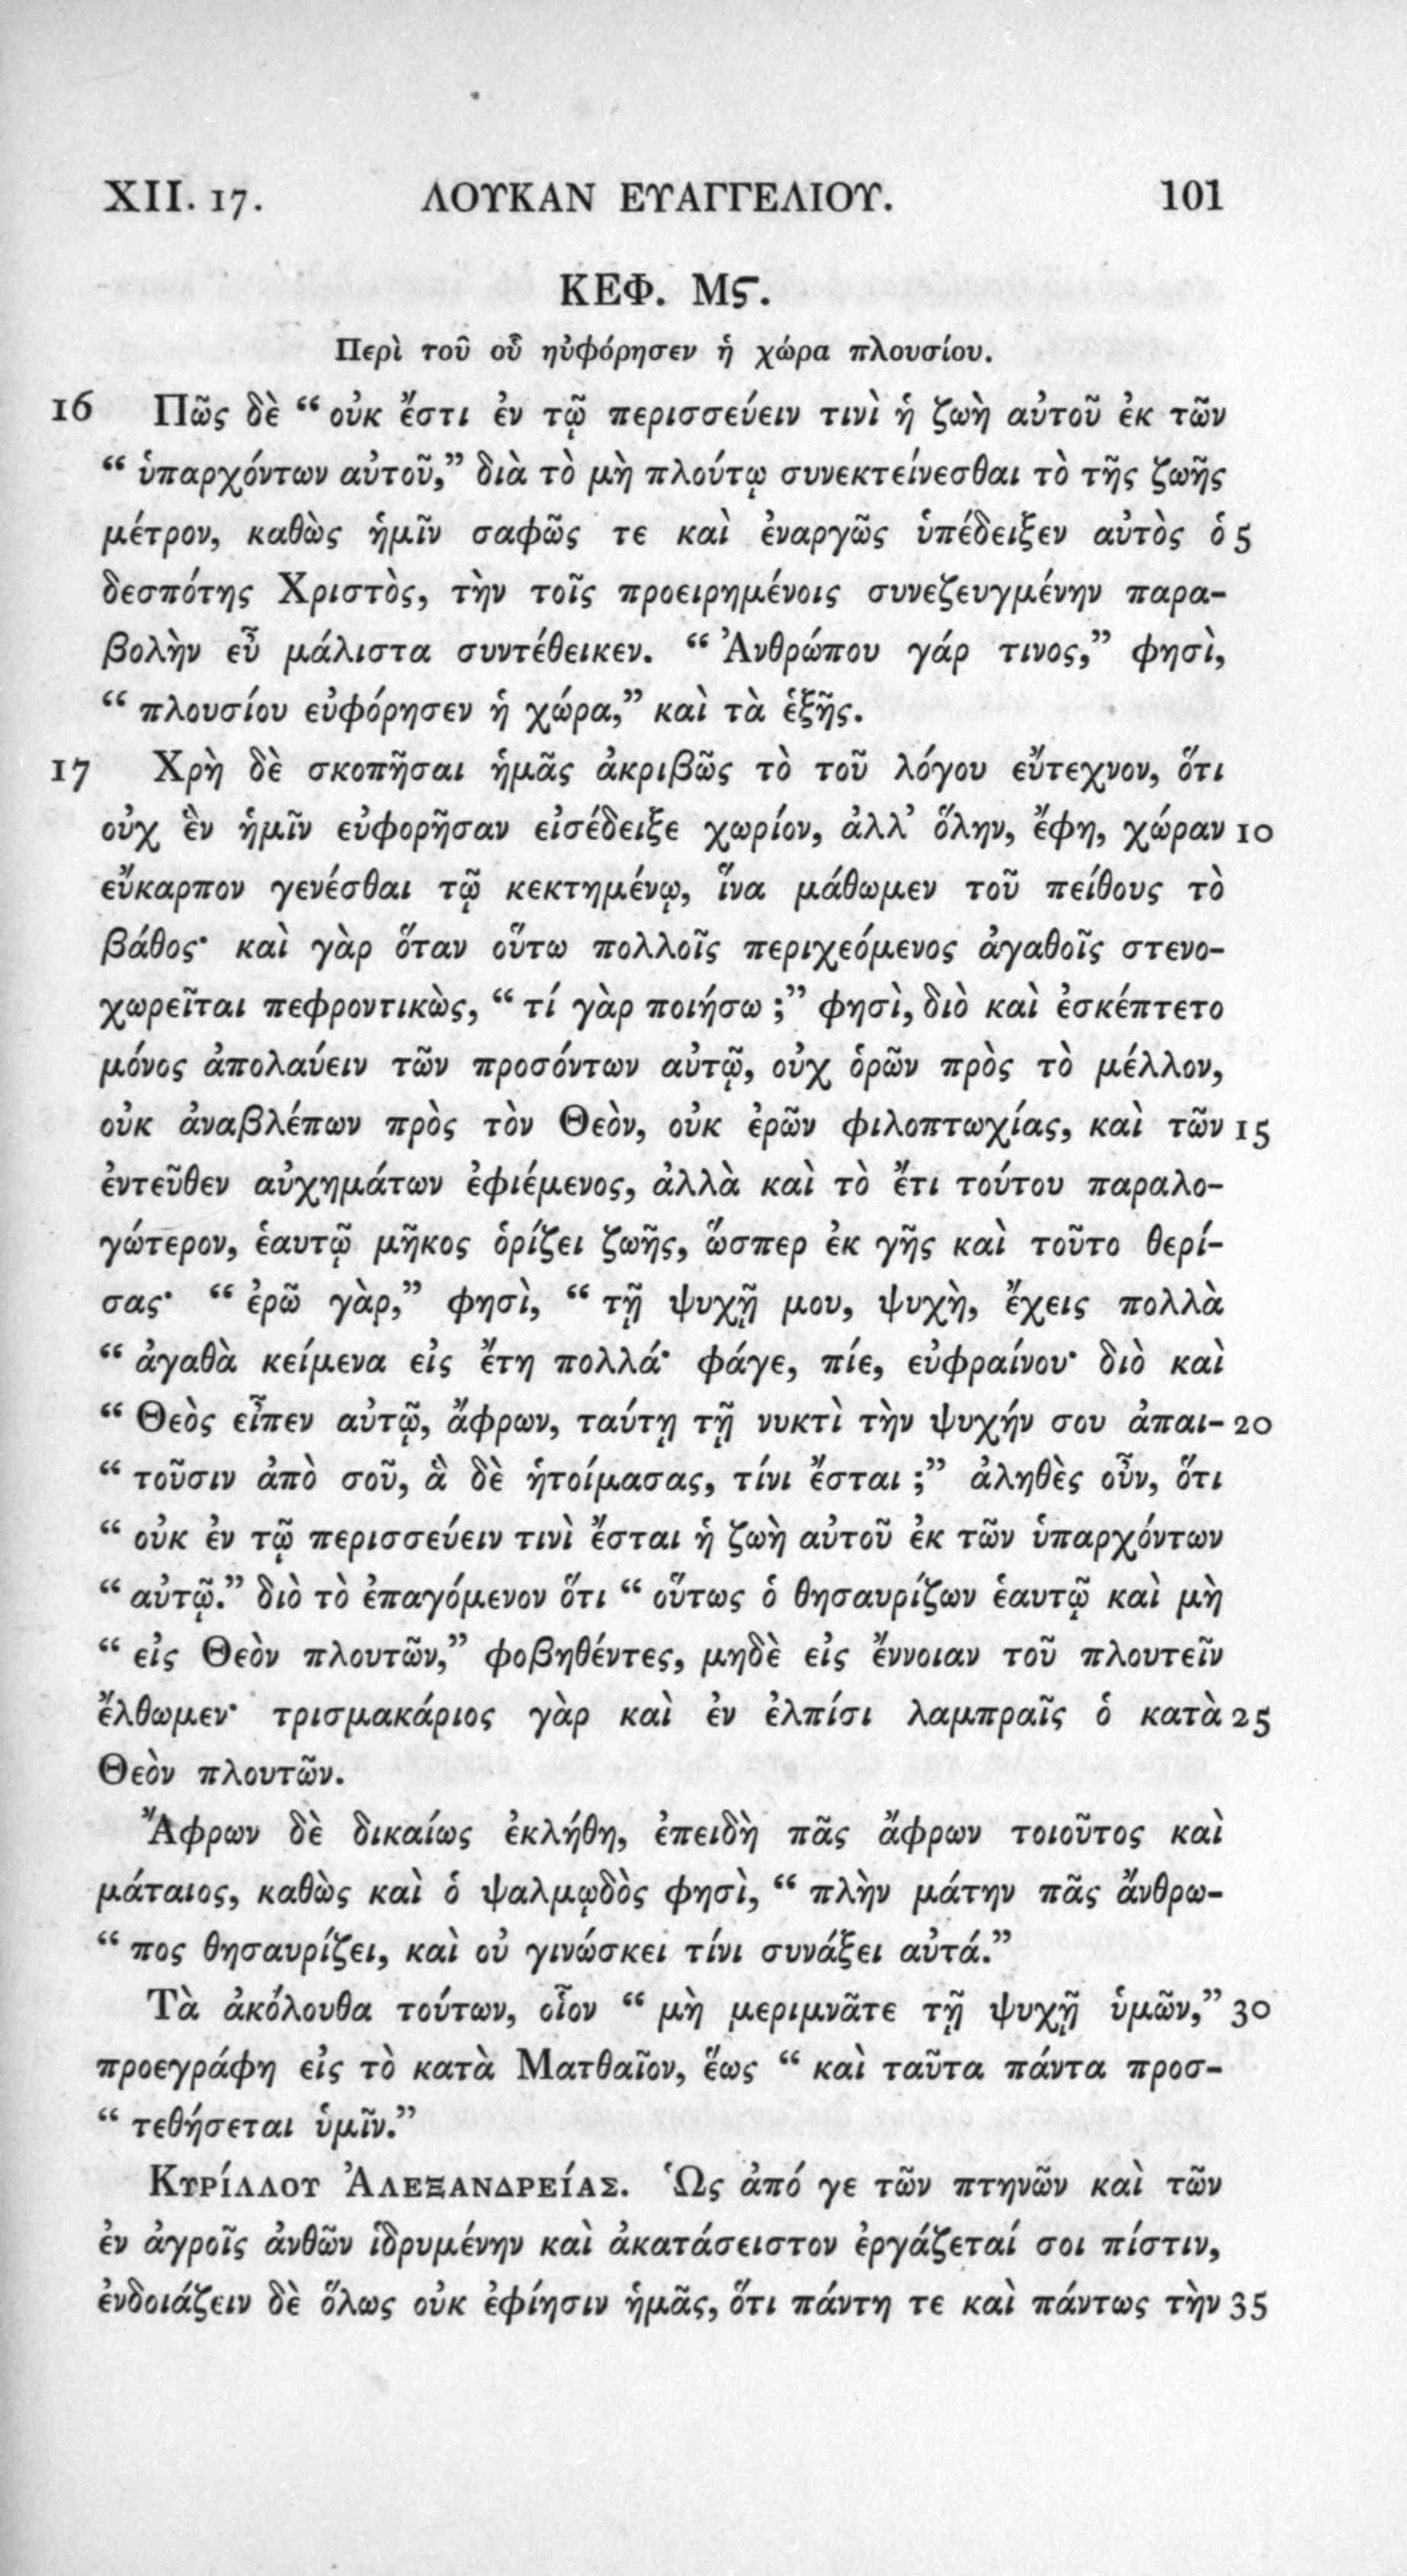 XII. 17. ΛΟΥΚΑΝ ΕΥΑΓΓΕΛΙΟΥ. 101
ΚΕΦ. Μϛ.
Περὶ τοῦ οὗ ηὐφόρησεν ἡ χώρα πλουσίου.
16 Πῶς δὲ “ οὐκ ἔστι ἐν τῷ περισσεύειν τινὶ ἡ ζωὴ αὐτοῦ ἐκ τῶν
“ ὑπαρχόντων αὐτοῦ,” διὰ τὸ μὴ πλούτῳ συνεκτείνεσθαι τὸ τῆς ζωῆς
μέτρον, καθὼς ἡμῖν σαφῶς τε καὶ ἐναργῶς ὑπέδειξεν αὐτὸς ὁ 5
δεσπότης Χριστὸς, τὴν τοῖς προειρημένοις συνεζευγμένην παρα-
βολὴν εὖ μάλιστα συντέθεικεν. “ Ἀνθρώπου γάρ τινος,” φησὶ,
“ πλουσίου εὐφόρησεν ἡ χώρα,” καὶ τὰ ἑξῆς.
17 Χρὴ δὲ σκοπῆσαι ἡμᾶς ἀκριβῶς τὸ τοῦ λόγου εὔτεχνον, ὅτι
οὐχ ἓν ἡμῖν εὐφορῆσαν εἰσέδειξε χωρίον, ἀλλ’ ὅλην, ἔφη, χώραν 10
εὔκαρπον γενέσθαι τῷ κεκτημένῳ, ἵνα μάθωμεν τοῦ πείθους τὸ
βάθος· καὶ γὰρ ὅταν οὕτω πολλοῖς περιχεόμενος ἀγαθοῖς στενο-
χωρεῖται πεφροντικὼς, “ τί γὰρ ποιήσω ;” φησὶ, διὸ καὶ ἐσκέπτετο
μόνος ἀπολαύειν τῶν προσόντων αὐτῷ, οὐχ ὁρῶν πρὸς τὸ μέλλον,
οὐκ ἀναβλέπων πρὸς τὸν Θεὸν, οὐκ ἐρῶν φιλοπτωχίας, καὶ τῶν 15
ἐντεῦθεν αὐχημάτων ἐφιέμενος, ἀλλὰ καὶ τὸ ἔτι τούτου παραλο-
γώτερον, ἑαυτῷ μῆκος ὁρίζει ζωῆς, ὥσπερ ἐκ γῆς καὶ τοῦτο θερί-
σας· “ ἐρῶ γὰρ,” φησὶ, “ τῇ ψυχῇ μου, ψυχὴ, ἔχεις πολλὰ
“ ἀγαθὰ κείμενα εἰς ἔτη πολλά· φάγε, πίε, εὐφραίνου· διὸ καὶ
“ Θεὸς εἶπεν αὐτῷ, ἄφρων, ταύτῃ τῇ νυκτὶ τὴν ψυχήν σου ἀπαι- 20
“ τοῦσιν ἀπὸ σοῦ, ἃ δὲ ἡτοίμασας, τίνι ἔσται ;” ἀληθὲς οὖν, ὅτι
“ οὐκ ἐν τῷ περισσεύειν τινὶ ἔσται ἡ ζωὴ αὐτοῦ ἐκ τῶν ὑπαρχόντων
“ αὐτῷ.” διὸ τὸ ἐπαγόμενον ὅτι “ οὕτως ὁ θησαυρίζων ἑαυτῷ καὶ μὴ
“ εἰς Θεὸν πλουτῶν,” φοβηθέντες, μηδὲ εἰς ἔννοιαν τοῦ πλουτεῖν
ἔλθωμεν· τρισμακάριος γὰρ καὶ ἐν ἐλπίσι λαμπραῖς ὁ κατὰ 25
Θεὸν πλουτῶν.
Ἄφρων δὲ δικαίως ἐκλήθη, ἐπειδὴ πᾶς ἄφρων τοιοῦτος καὶ
μάταιος, καθὼς καὶ ὁ ψαλμῳδὸς φησὶ, “ πλὴν μάτην πᾶς ἄνθρω-
“ πος θησαυρίζει, καὶ οὐ γινώσκει τίνι συνάξει αὐτά.”
Τὰ ἀκόλουθα τούτων, οἷον “ μὴ μεριμνᾶτε τῇ ψυχῇ ὑμῶν,” 30
προεγράφη εἰς τὸ κατὰ Ματθαῖον, ἕως “ καὶ ταῦτα πάντα προσ-
“ τεθήσεται ὑμῖν.”
Κυρίλλου Ἀλεξανδρείας. Ὡς ἀπό γε τῶν πτηνῶν καὶ τῶν
ἐν ἀγροῖς ἀνθῶν ἱδρυμένην καὶ ἀκατάσειστον ἐργάζεταί σοι πίστιν,
ἐνδοιάζειν δὲ ὅλως οὐκ ἐφίησιν ἡμᾶς, ὅτι πάντη τε καὶ πάντως τὴν 35